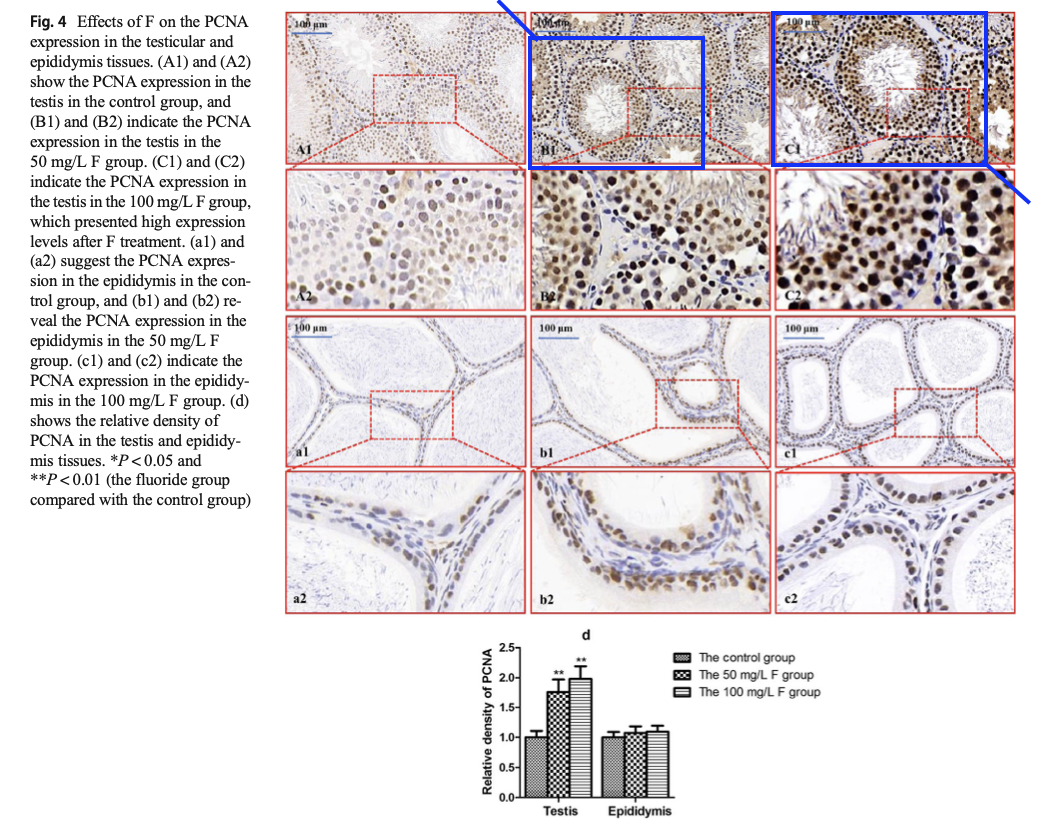 Fig. 4 Effects of F on the PCNA
expression in the testicular and
epididymis tissues. (A1) and (A2)
show the PCNA expression in the
testis in the control group, and
(B1) and (B2) indicate the PCNA
expression in the testis in the
50 mg/L F group. (C1) and (C2)
indicate the PCNA expression in
the testis in the 100 mg/L F group,
which presented high expression
levels after F treatment. (a1) and
(a2) suggest the PCNA expres-
sion in the epididymis in the con-
trol group, and (b1) and (b2) re-
veal the PCNA expression in the
epididymis in the 50 mg/L F
group. (c1) and (c2) indicate the
PCNA expression in the epididy-
mis in the 100 mg/L F group. (d)
shows the relative density of
PCNA in the testis and epididy-
mis tissues. *P < 0.05 and
**P < 0.01 (the fluoride group
compared with the control group)
100 μm
100 μm
100 μm
A1
B1
C1
A2
B2
C2
100 μm
100 μm
100 μm
a1
b1
c1
a2
b2
c2
d
Relative density of PCNA
2.5
2.0
1.5
1.0
0.5
0.0
**
**
Testis
Epididymis
The control group
The 50 mg/L F group
The 100 mg/L F group